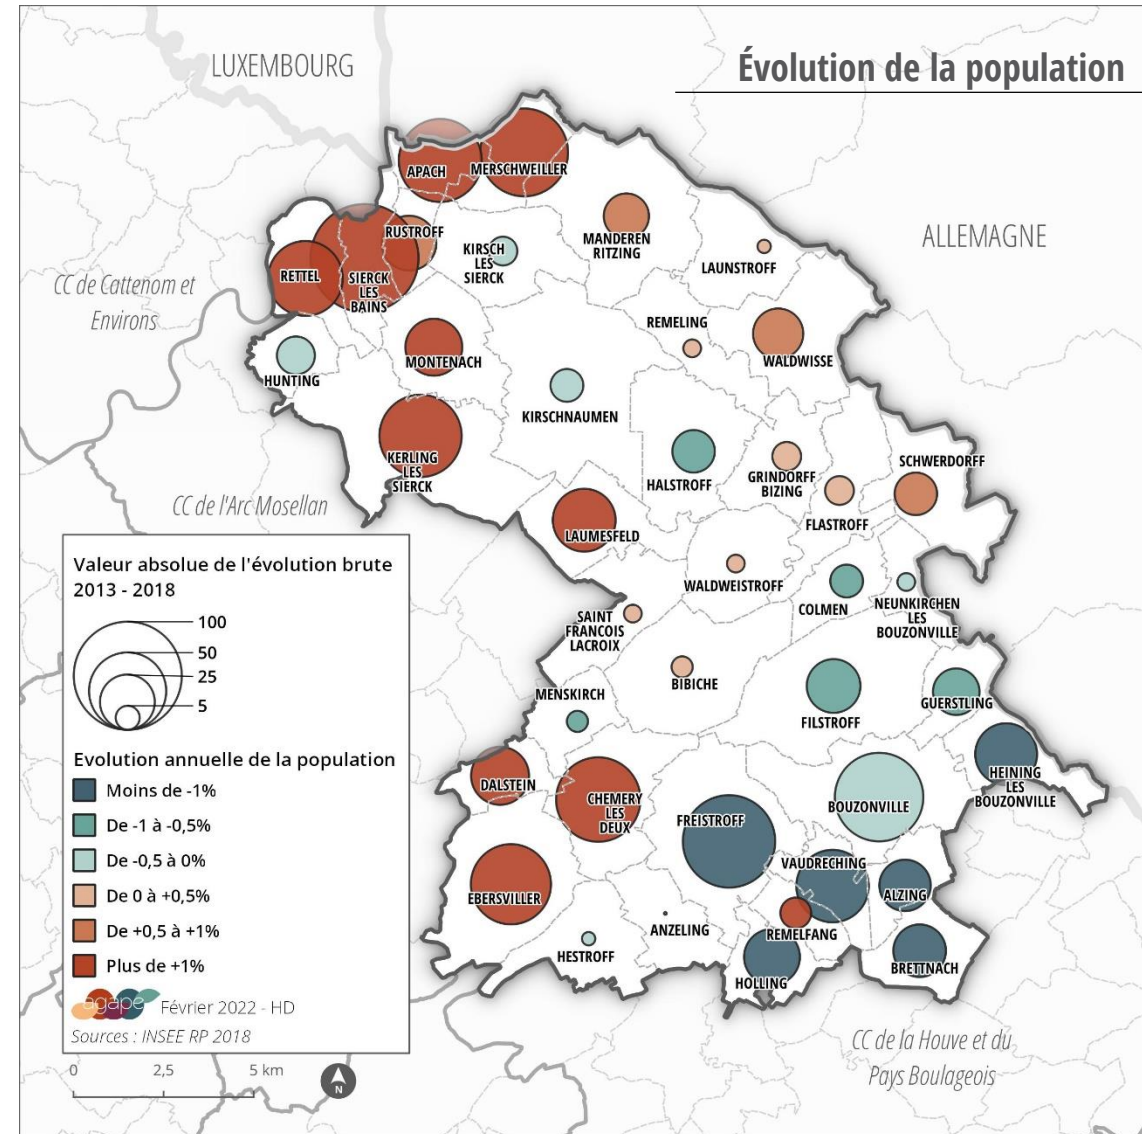 LUXEMBOURG
Évolution de la population
APACH
MERSCHWEILLER
RUSTROFF
KIRSCH
LES
SIERCK
MANDEREN
RITZING
LAUNSTROFF
ALLEMAGNE
CC de Cattenom et
Environs
RETTEL
SIERCK
LES
BAINS
REMELING
WALDWISSE
HUNTING
MONTENACH
KIRSCHNAUMEN
KERLING
LES
SIERCK
HALSTROFF
GRINDORFF
BIZING
SCHWERDORFF
FLASTROFF
CC de l'Arc Mosellan
LAUMESFELD
WALDWEISTROFF
COLMEN
NEUNKIRCHEN
LES
BOUZONVILLE
SAINT
FRANCOIS
LACROIX
BIBICHE
MENSKIRCH
FILSTROFF
GUERSTLING
DALSTEIN
CHEMERY
LES
DEUX
FREISTROFF
BOUZONVILLE
HEINING
LES
BOUZONVILLE
VAUDRECHING
ALZING
EBERSVILLER
HESTROFF
ANZELING
REMELFANG
HOLLING
BRETTNACH
CC de la Houve et du
Pays Boulageois
Valeur absolue de l'évolution brute
2013 - 2018
100
50
25
5
Evolution annuelle de la population
Moins de -1%
De -1 à -0,5%
De -0,5 à 0%
De 0 à +0,5%
De +0,5 à +1%
Plus de +1%
agape Février 2022 - HD
Sources : INSEE RP 2018
0 2,5 5 km
N